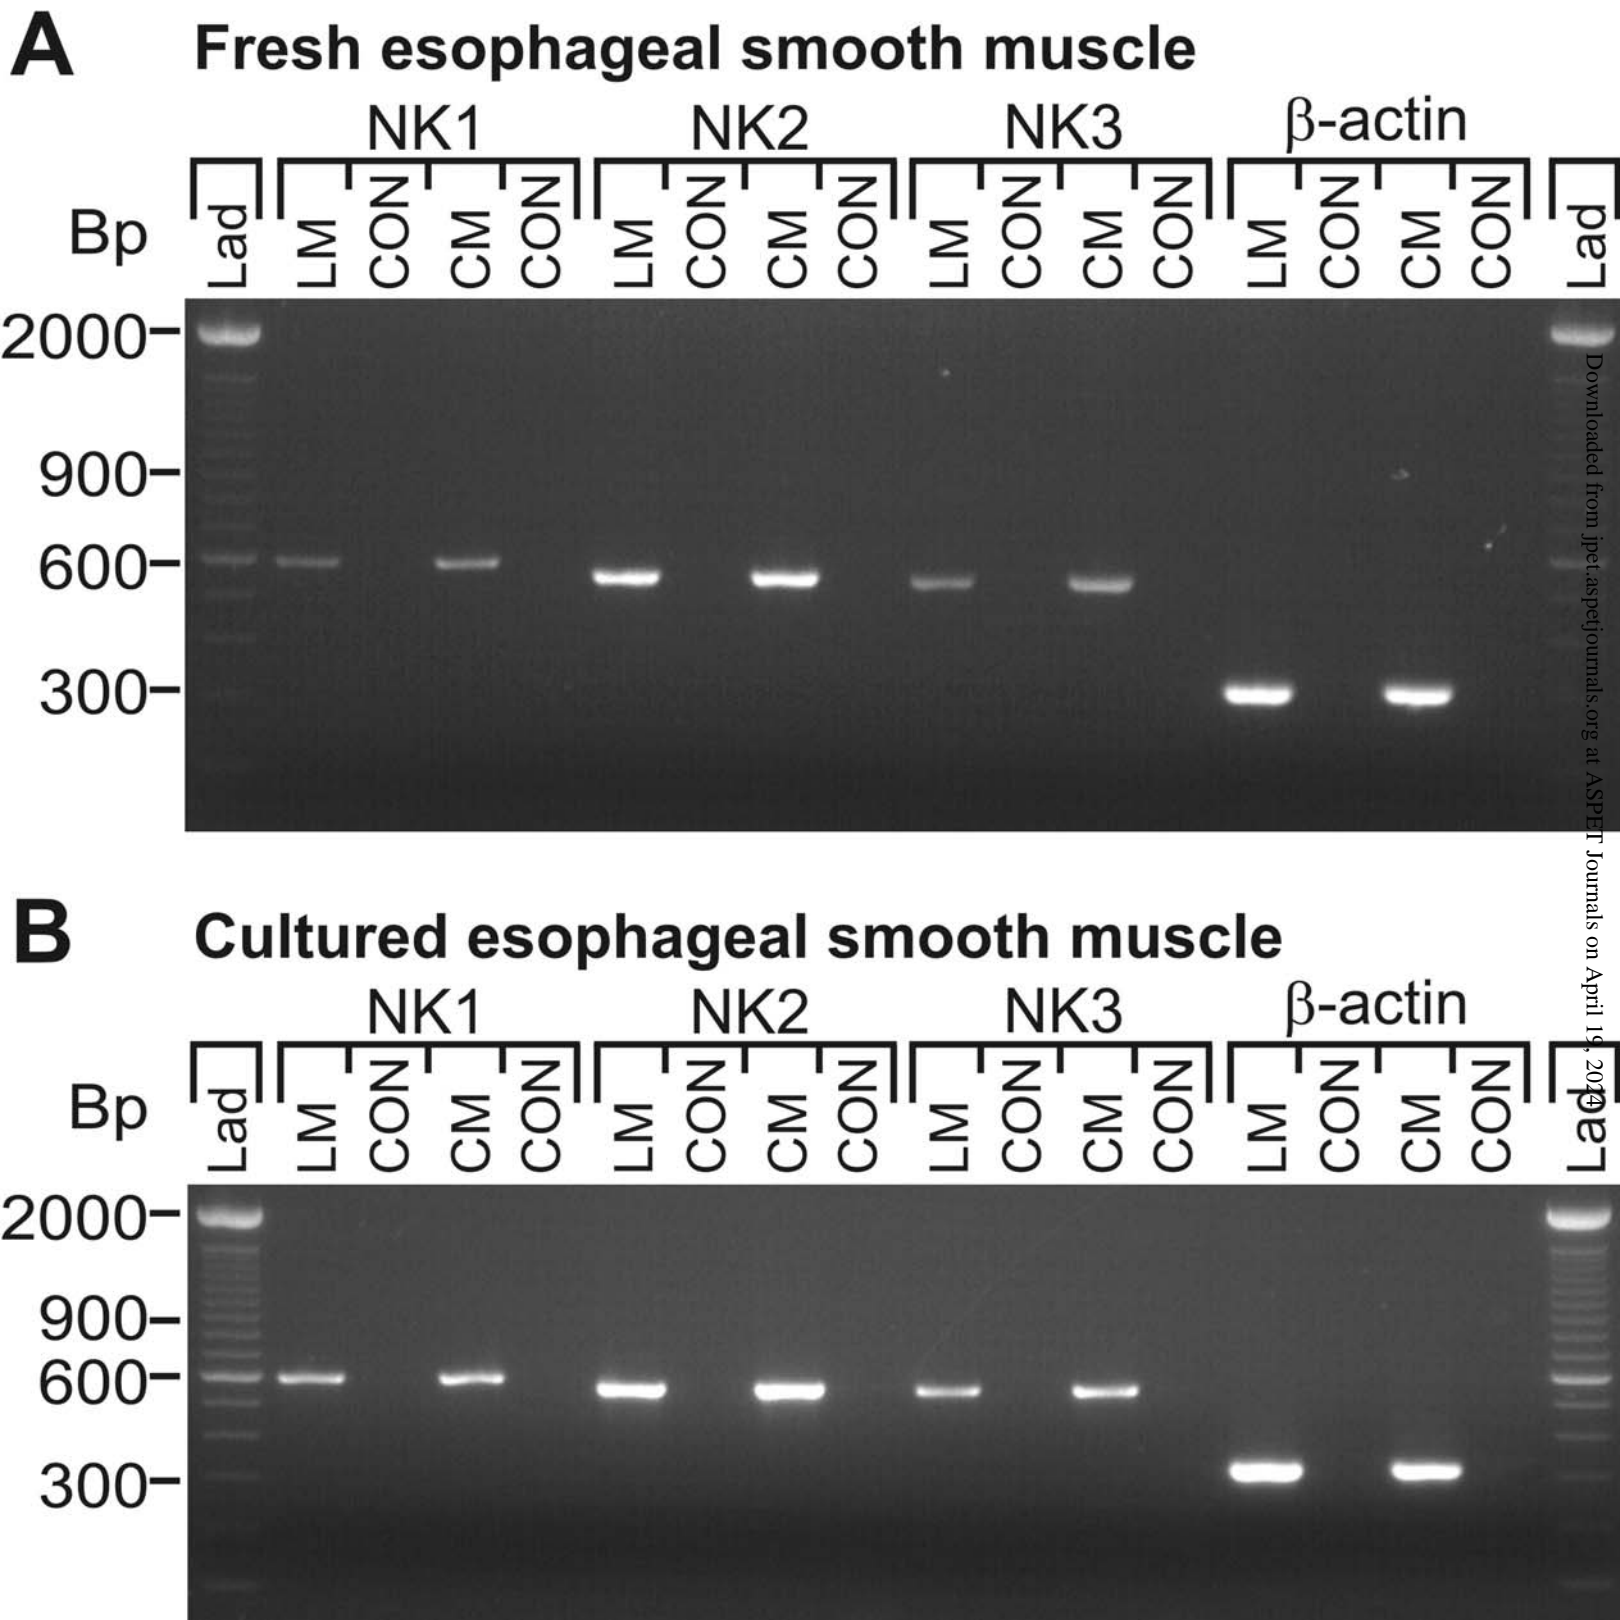 A Fresh esophageal smooth muscle
NK1 NK2 NK3 β-actin
Bp Lad LM CON CM CON LM CON CM CON LM CON CM CON LM CON CM CON Lad
2000
900
600
300
B Cultured esophageal smooth muscle
NK1 NK2 NK3 β-actin
Bp Lad LM CON CM CON LM CON CM CON LM CON CM CON LM CON CM CON Lad
2000
900
600
300
Downloaded from jpet.aspetjournals.org at ASPET Journals on April 19, 2024